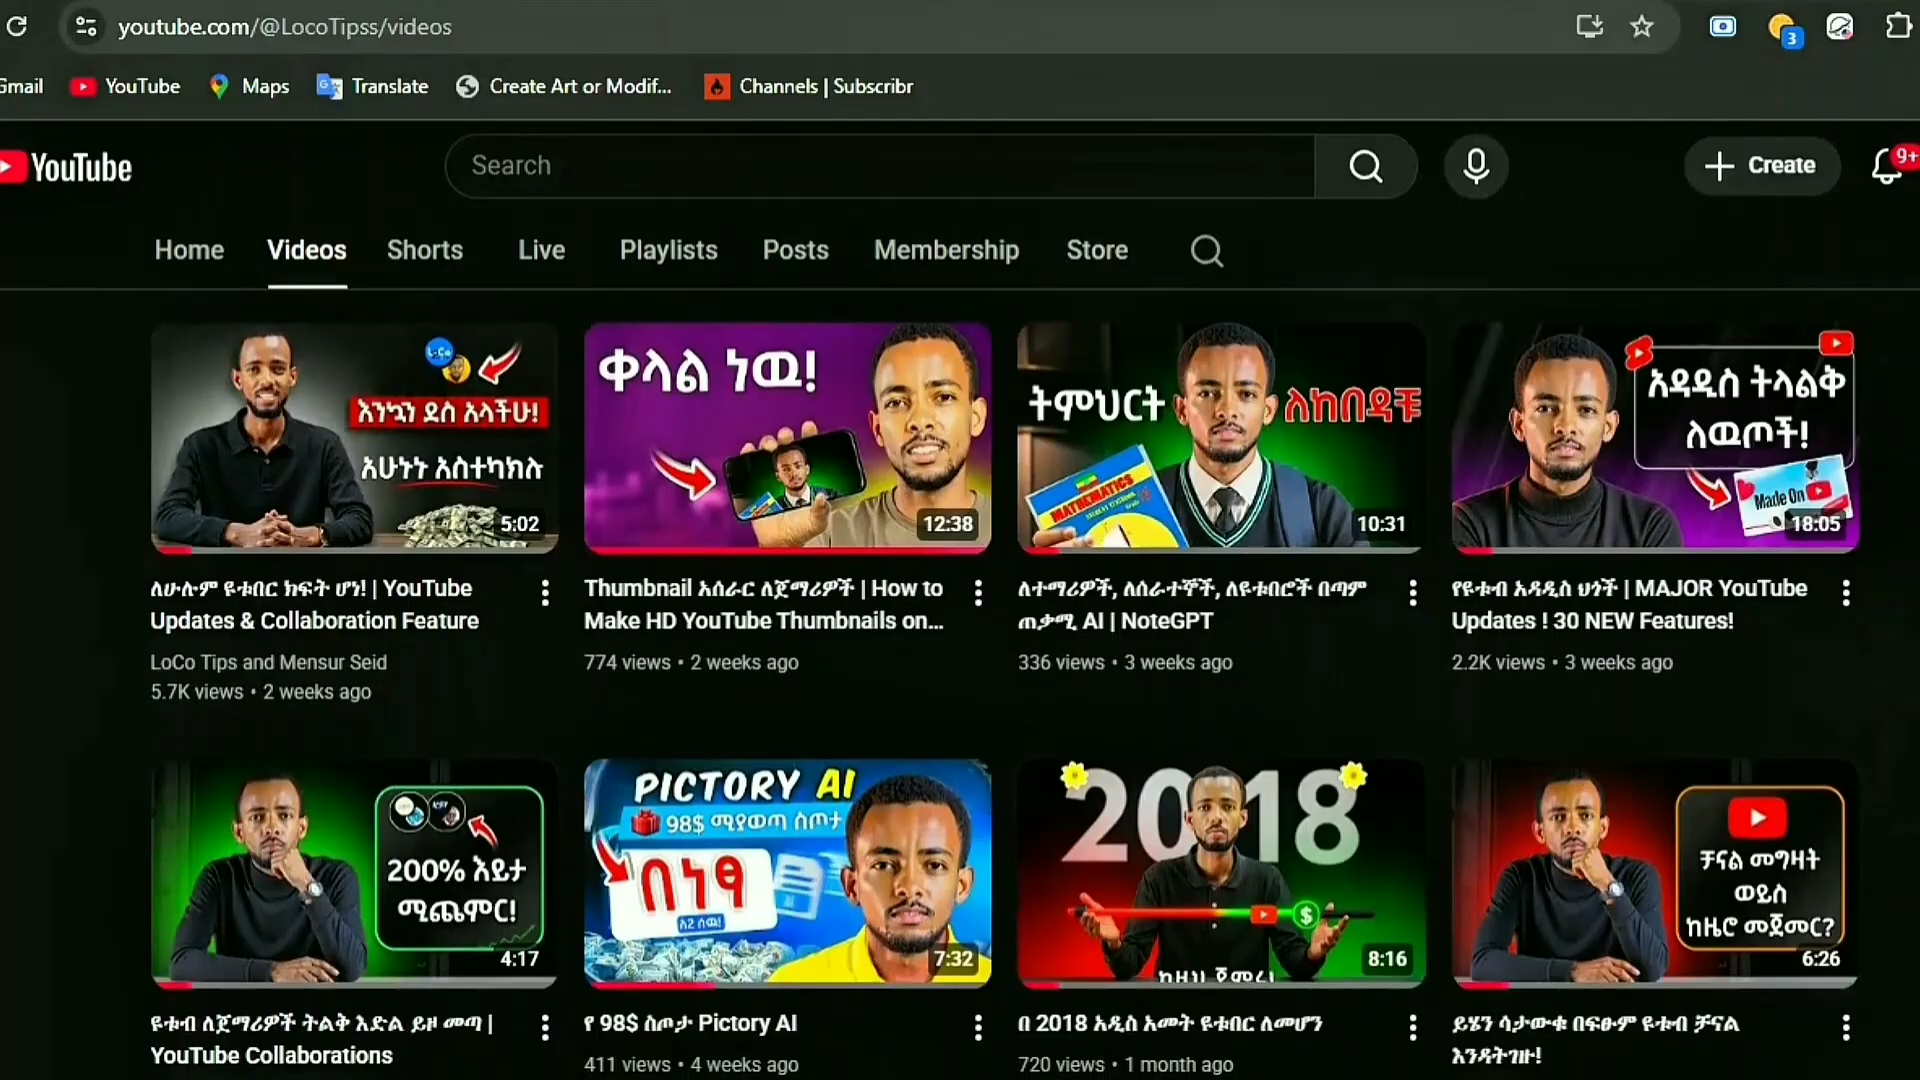 youtube.com/@LocoTipss/videos
3
Gmail YouTube Maps Translate Create Art or Modif... Channels | Subscribr
YouTube Search Create 9+
Home Videos Shorts Live Playlists Posts Membership Store
እንኳን ደስ አላችሁ!
አሁኑኑ አስተካክሉ
5:02
ለሁሉም ዩቱበር ክፍት ሆነ! | YouTube
Updates & Collaboration Feature
LoCo Tips and Mensur Seid
5.7K views • 2 weeks ago
ቀላል ነዉ!
12:38
Thumbnail አሰራር ለጀማሪዎች | How to
Make HD YouTube Thumbnails on...
774 views • 2 weeks ago
ትምህርት ለከበዳቹ
MATHEMATICS
10:31
ለተማሪዎች, ለሰራተኞች, ለዩቱበሮች በጣም
ጠቃሚ AI | NoteGPT
336 views • 3 weeks ago
አዳዲስ ትላልቅ
ለዉጦች!
Made On
18:05
የዩቱብ አዳዲስ ህጎች | MAJOR YouTube
Updates ! 30 NEW Features!
2.2K views • 3 weeks ago
200% እይታ
ሚጨምር!
4:17
ዩቱብ ለጀማሪዎች ትልቅ እድል ይዞ መጣ |
YouTube Collaborations
PICTORY AI
98$ ሚያወጣ ስጦታ
በነፃ
ለ2 ሰዉ!
7:32
የ 98$ ስጦታ Pictory AI
411 views • 4 weeks ago
2018
ከዚህ ጀምሩ!
8:16
በ 2018 አዲስ አመት ዩቱበር ለመሆን
720 views • 1 month ago
ቻናል መግዛት
ወይስ
ከዜሮ መጀመር?
6:26
ይሄን ሳታውቁ በፍፁም ዩቱብ ቻናል
እንዳትገዙ!